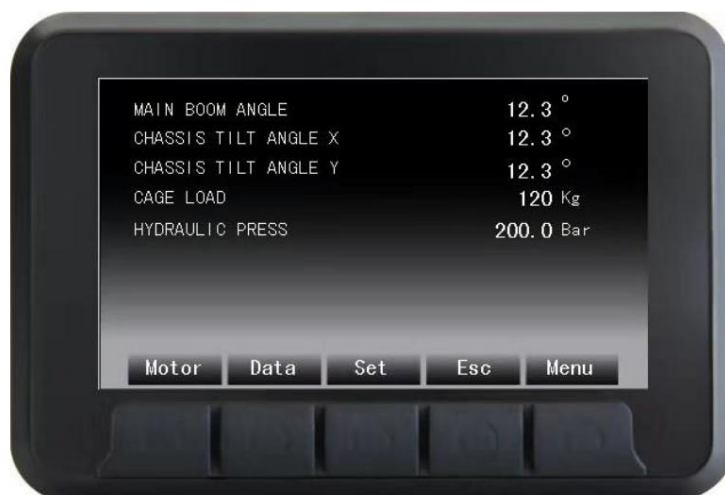 MAIN BOOM ANGLE 12.3 °
CHASSIS TILT ANGLE X 12.3 °
CHASSIS TILT ANGLE Y 12.3 °
CAGE LOAD 120 Kg
HYDRAULIC PRESS 200.0 Bar
Motor Data Set Esc Menu